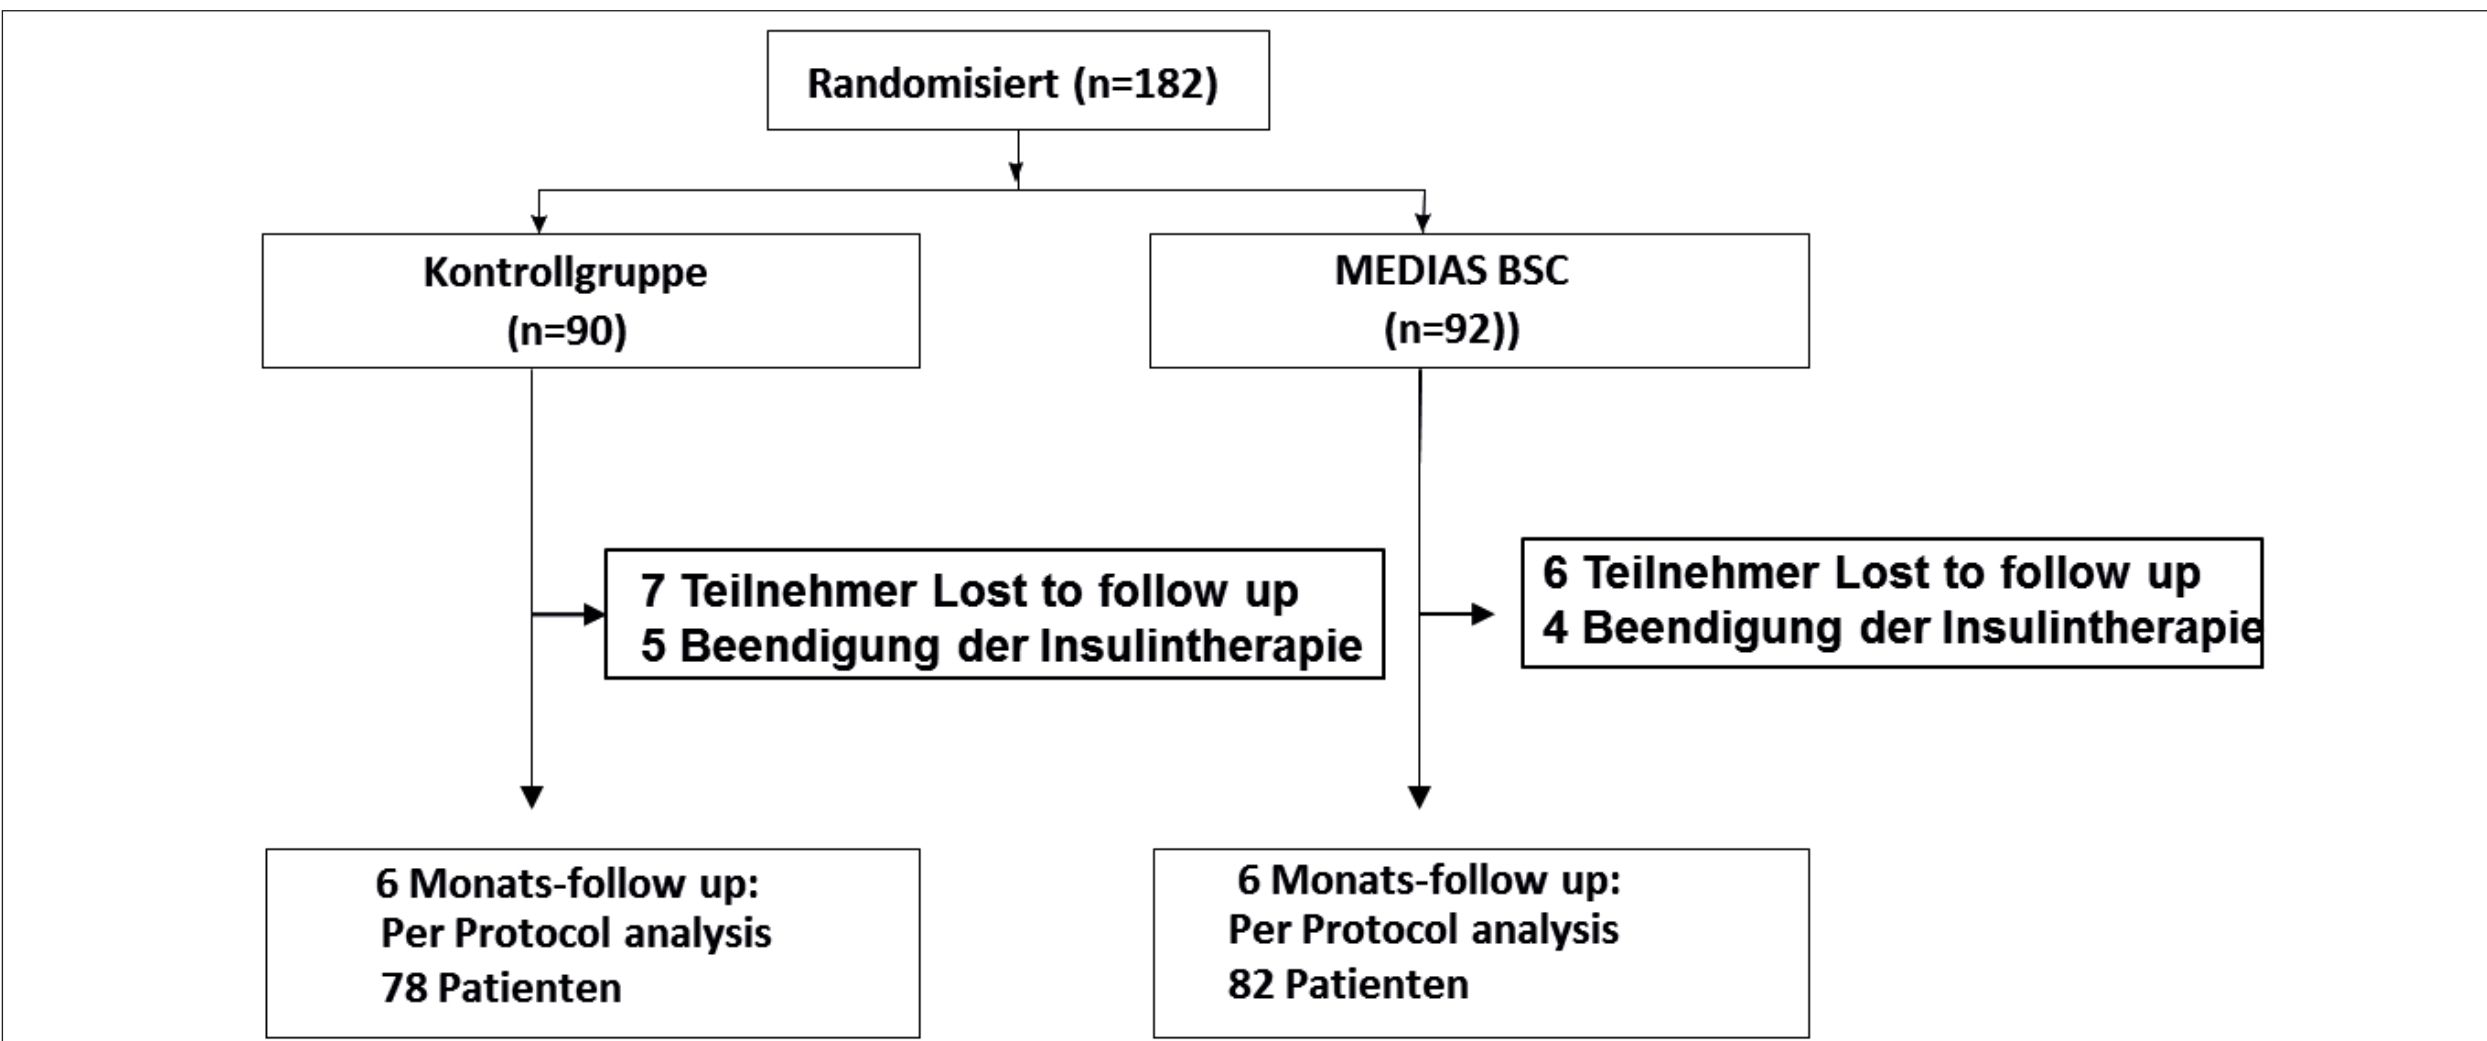 Randomisiert (n=182)
Kontrollgruppe
(n=90)
MEDIAS BSC
(n=92))
7 Teilnehmer Lost to follow up
5 Beendigung der Insulintherapie
6 Teilnehmer Lost to follow up
4 Beendigung der Insulintherapie
6 Monats-follow up:
Per Protocol analysis
78 Patienten
6 Monats-follow up:
Per Protocol analysis
82 Patienten